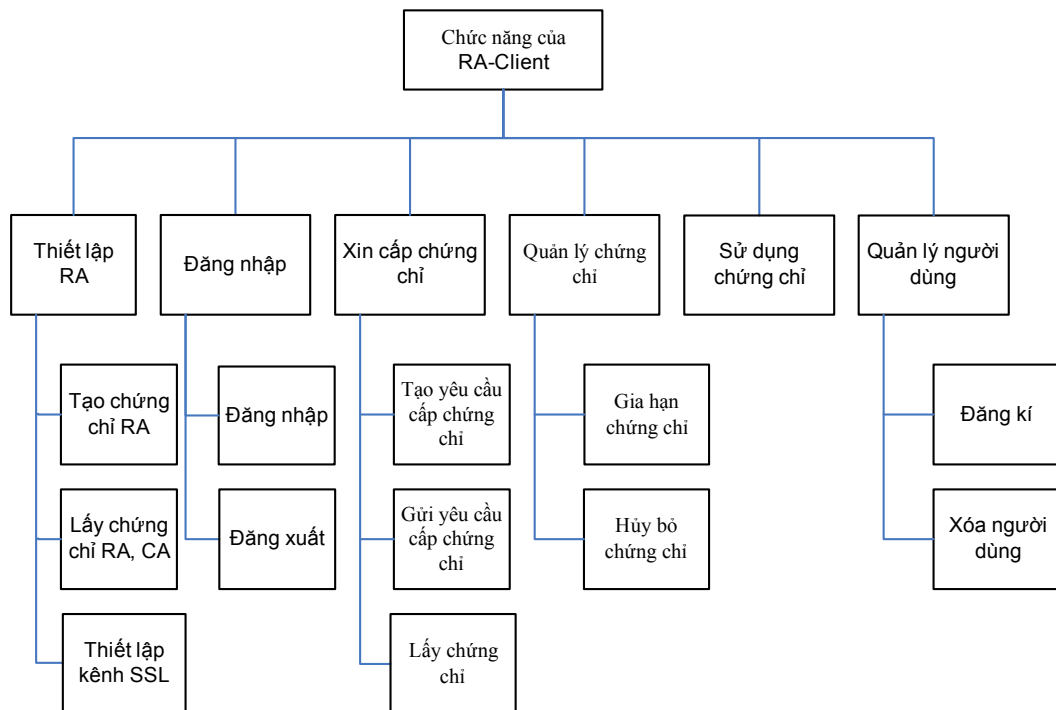 Chức năng của
RA-Client
Thiết lập
RA
Đăng nhập
Xin cấp chứng
chỉ
Quản lý chứng
chỉ
Sử dụng
chứng chỉ
Quản lý người
dùng
Tạo chứng
chỉ RA
Đăng nhập
Tạo yêu cầu
cấp chứng
chỉ
Gia hạn
chứng chỉ
Đăng kí
Lấy chứng
chỉ RA, CA
Đăng xuất
Gửi yêu cầu
cấp chứng
chỉ
Hủy bỏ
chứng chỉ
Xóa người
dùng
Thiết lập
kênh SSL
Lấy chứng
chỉ